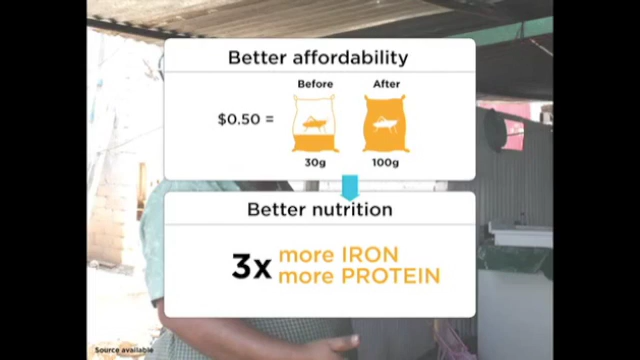 Better affordability
Before
After
$0.50 =
30g
100g
Better nutrition
3x
more IRON
more PROTEIN
Source available